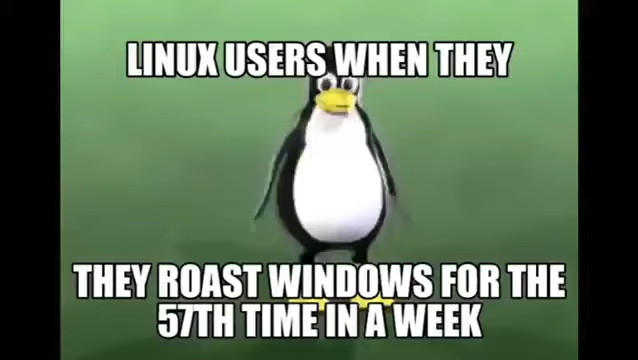 LINUX USERS WHEN THEY
THEY ROAST WINDOWS FOR THE
57TH TIME IN A WEEK